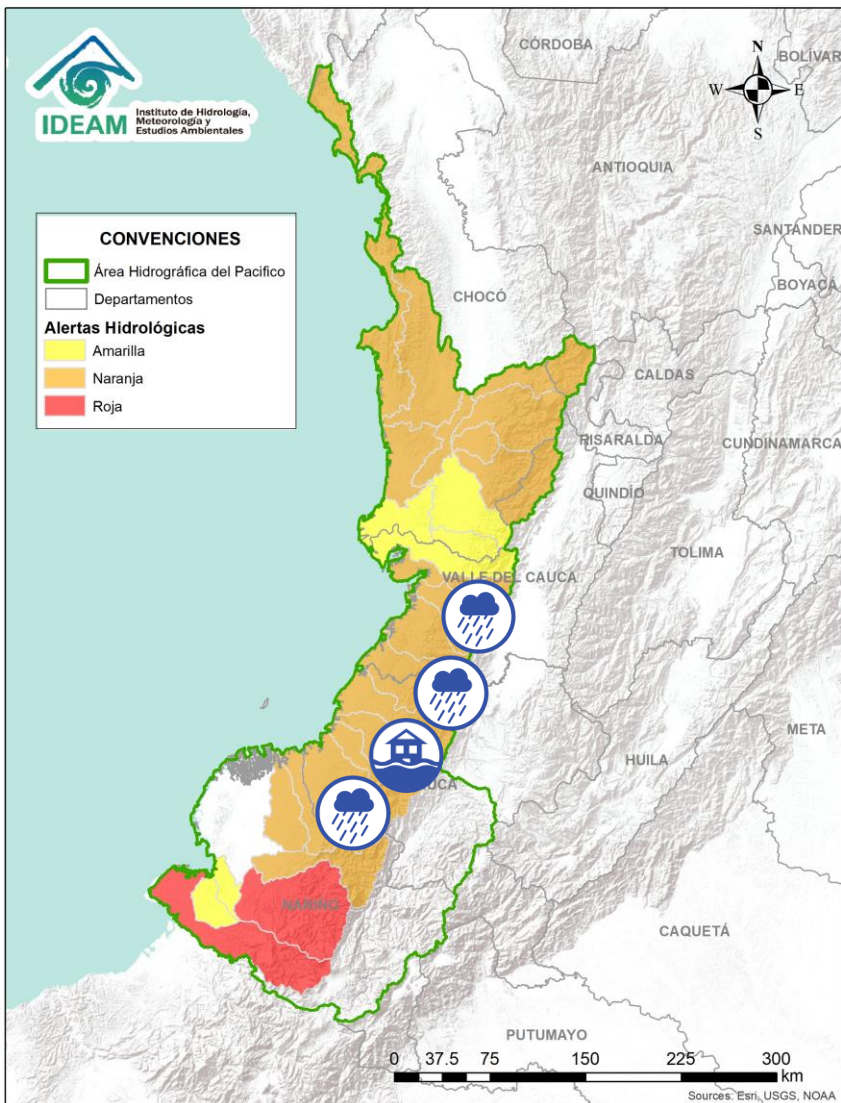 IDEAM
Instituto de Hidrología,
Meteorología y
Estudios Ambientales
N
W
E
S
CÓRDOBA
BOLÍVAR
ANTIOQUIA
SANTANDER
BOYACÁ
CHOCÓ
CALDAS
RISARALDA
CUNDINAMARCA
QUINDÍO
TOLIMA
VALLE DEL CAUCA
META
HUILA
NARIÑO
CAQUETÁ
PUTUMAYO
CONVENCIONES
Área Hidrográfica del Pacifico
Departamentos
Alertas Hidrológicas
Amarilla
Naranja
Roja
0 37.5 75 150 225 300
km
Sources: Esri, USGS, NOAA